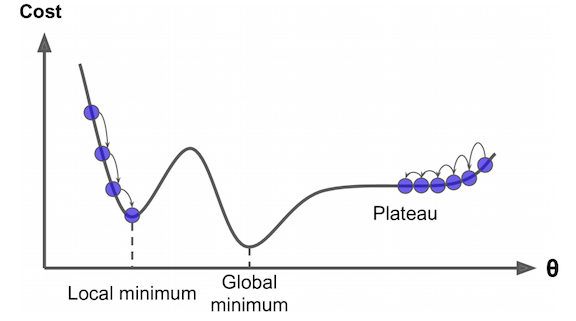 Cost
Plateau
θ
Local minimum
Global
minimum